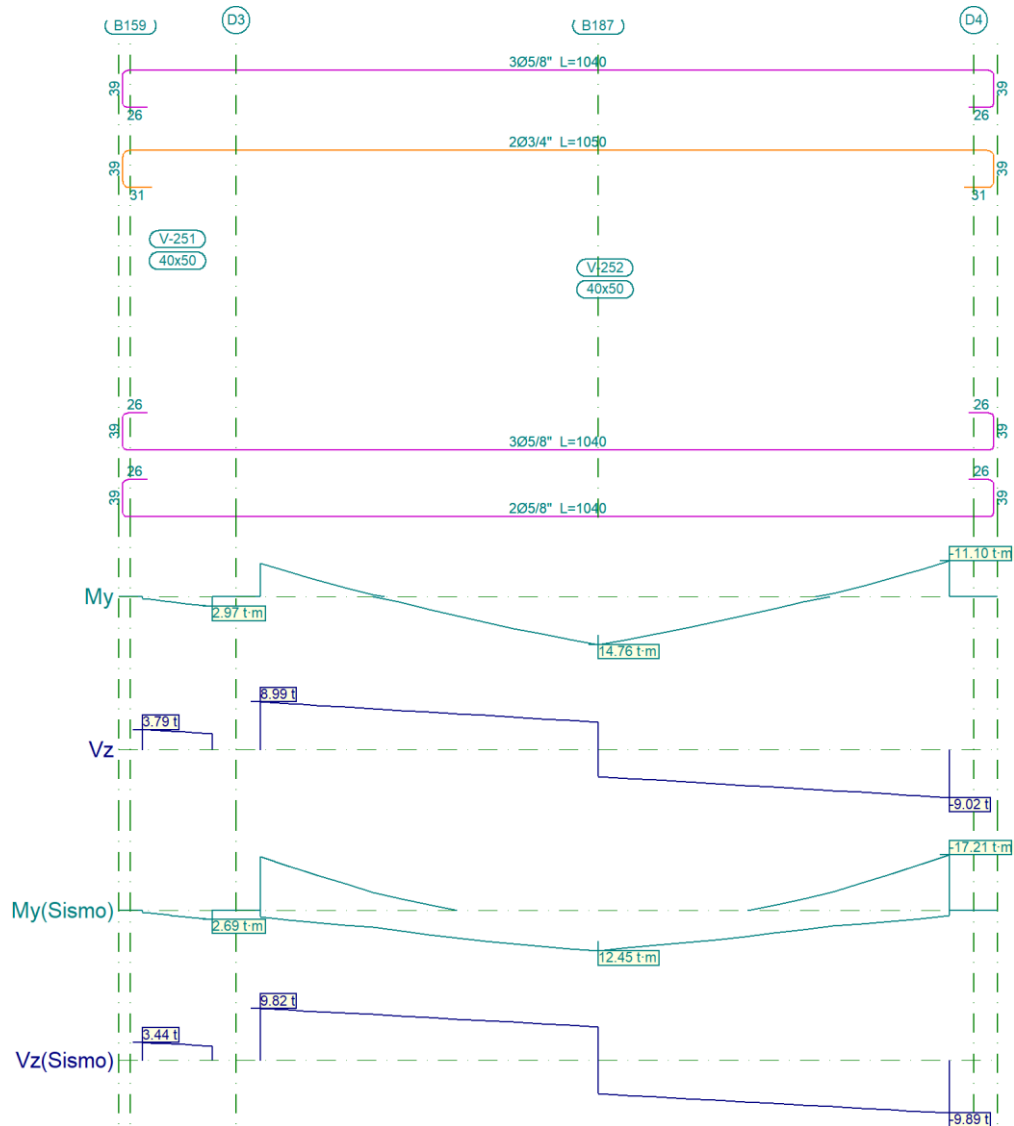 B159 D3 B187 D4
3Ø5/8" L=1040
39 39
26 26
2Ø3/4" L=1050
39 39
31 31
V-251
40x50
V-252
40x50
26 26
39 39
3Ø5/8" L=1040
26 26
39 39
2Ø5/8" L=1040
-11.10 t·m
My
2.97 t·m
14.76 t·m
8.99 t
3.79 t
Vz
-9.02 t
-17.21 t·m
My(Sismo)
2.69 t·m
12.45 t·m
9.82 t
3.44 t
Vz(Sismo)
-9.89 t